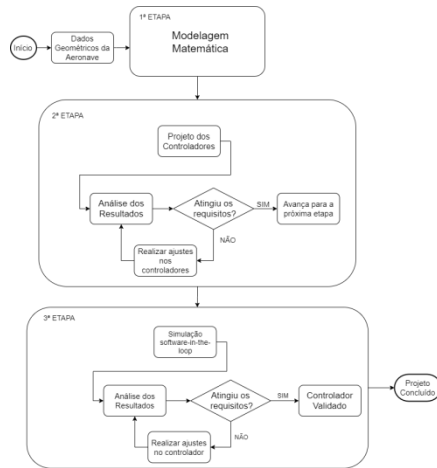 1ª ETAPA
Modelagem
Matemática
Início
Dados
Geométricos da
Aeronave
2ª ETAPA
Projeto dos
Controladores
Análise dos
Resultados
Atingiu os
requisitos?
SIM
Avança para a
próxima etapa
NÃO
Realizar ajustes
nos
controladores
3ª ETAPA
Simulação
software-in-the-
loop
Análise dos
Resultados
Atingiu os
requisitos?
SIM
Controlador
Validado
Projeto
Concluído
NÃO
Realizar ajustes
no controlador